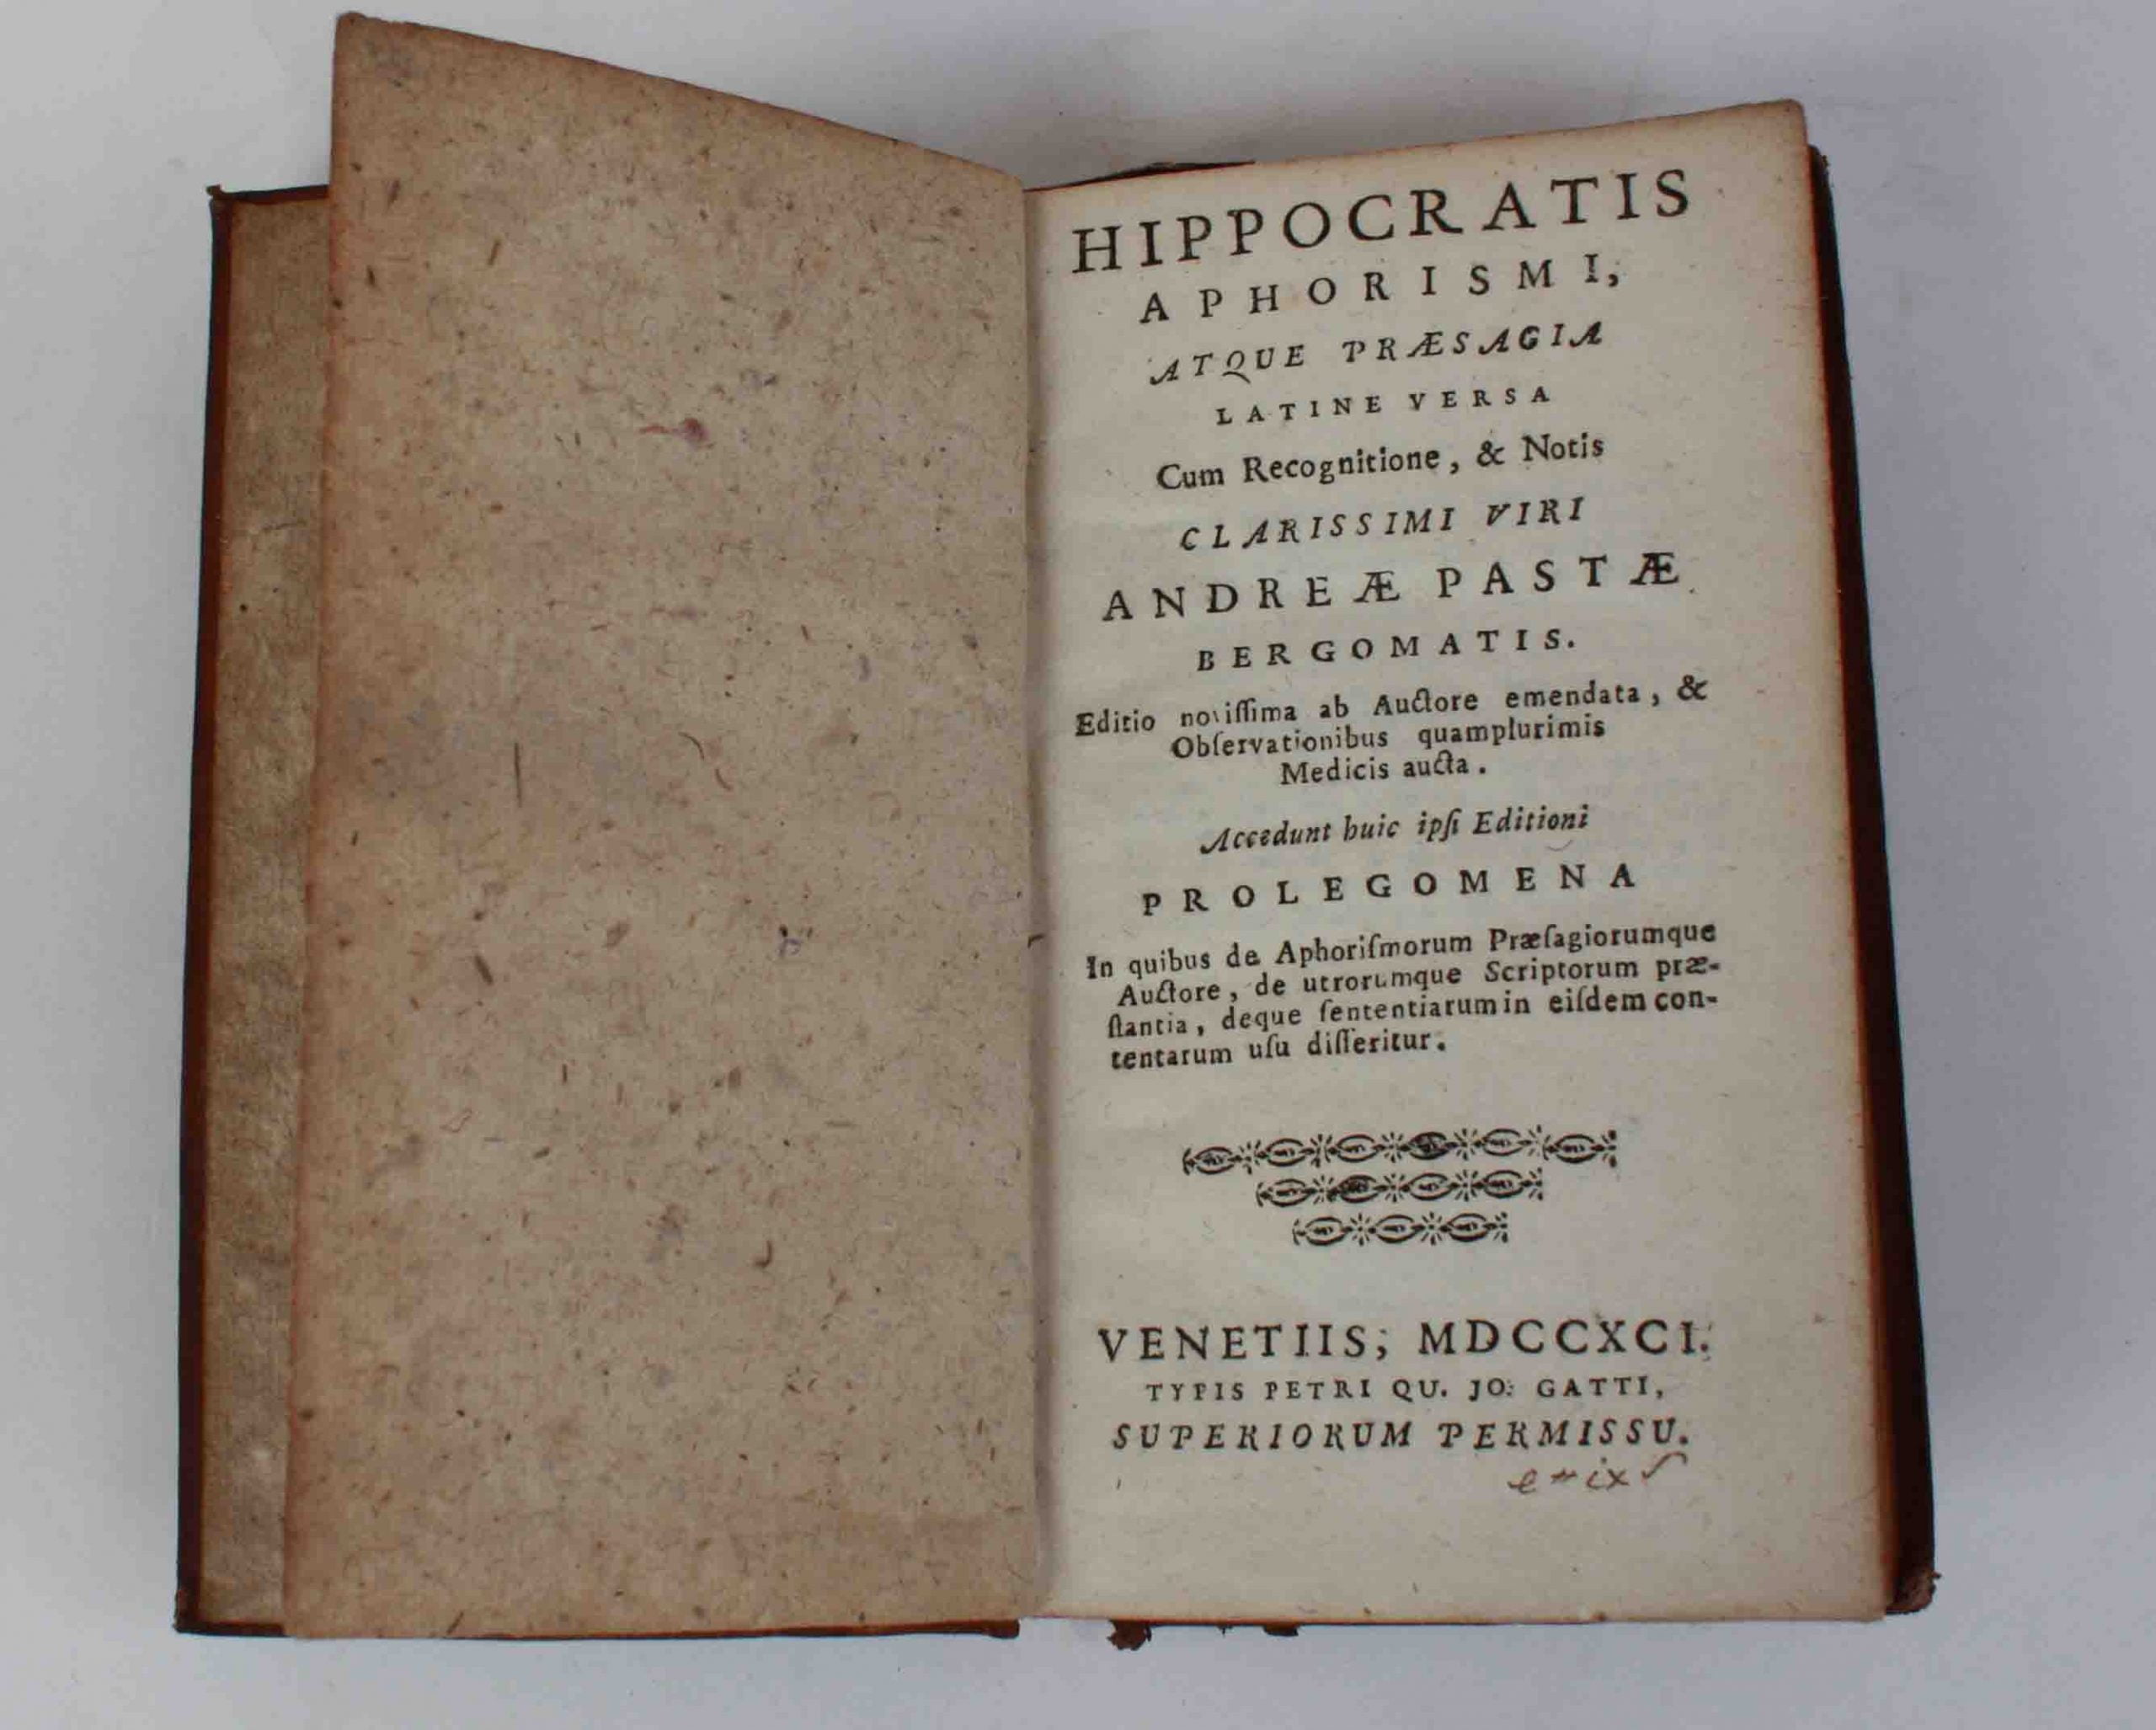 HIPPOCRATIS
APHORISMI,
ATQUE PRÆSAGIA
LATINE VERSA
Cum Recognitione, & Notis
CLARISSIMI VIRI
ANDREÆ PASTÆ
BERGOMATIS.
Editio noviſſima ab Auctore emendata, &
Obſervationibus quamplurimis
Medicis aucta.
Accedunt huic ipſi Editioni
PROLEGOMENA
In quibus de Aphoriſmorum Præſagiorumque
Auctore, de utrorumque Scriptorum præ-
ſtantia, deque ſententiarum in eiſdem con-
tentarum uſu diſſeritur.
VENETIIS, MDCCXCI.
TYPIS PETRI QU. JO: GATTI,
SUPERIORUM PERMISSU.